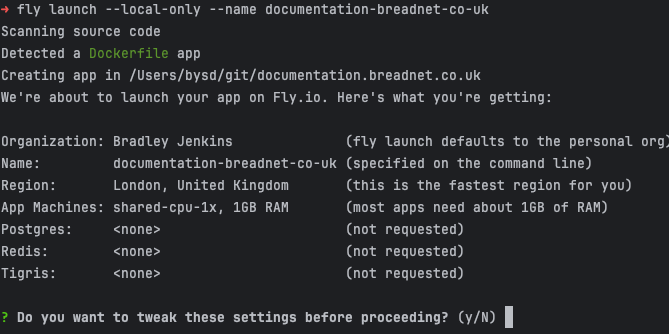 → fly launch --local-only --name documentation-breadnet-co-uk
Scanning source code
Detected a Dockerfile app
Creating app in /Users/bysd/git/documentation.breadnet.co.uk
We're about to launch your app on Fly.io. Here's what you're getting:
Organization: Bradley Jenkins (fly launch defaults to the personal org)
Name: documentation-breadnet-co-uk (specified on the command line)
Region: London, United Kingdom (this is the fastest region for you)
App Machines: shared-cpu-1x, 1GB RAM (most apps need about 1GB of RAM)
Postgres: <none> (not requested)
Redis: <none> (not requested)
Tigris: <none> (not requested)
? Do you want to tweak these settings before proceeding? (y/N)